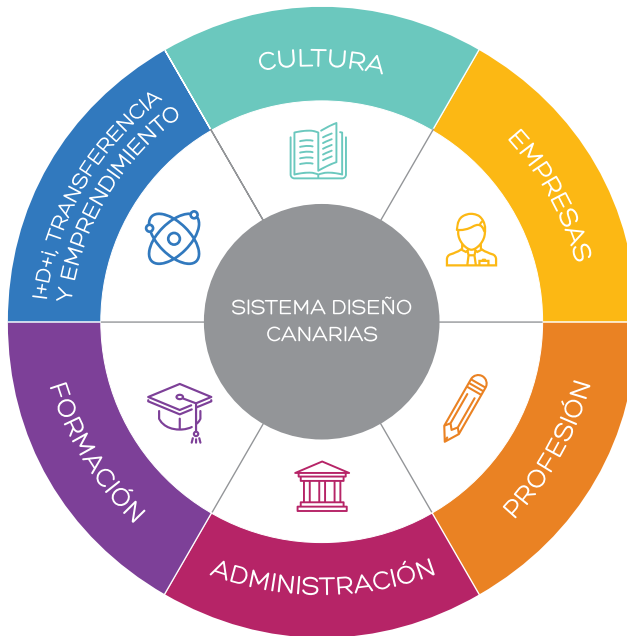 CULTURA
EMPRESAS
PROFESIÓN
ADMINISTRACIÓN
FORMACIÓN
I+D+I, TRANSFERENCIA
Y EMPRENDIMIENTO
SISTEMA DISEÑO
CANARIAS